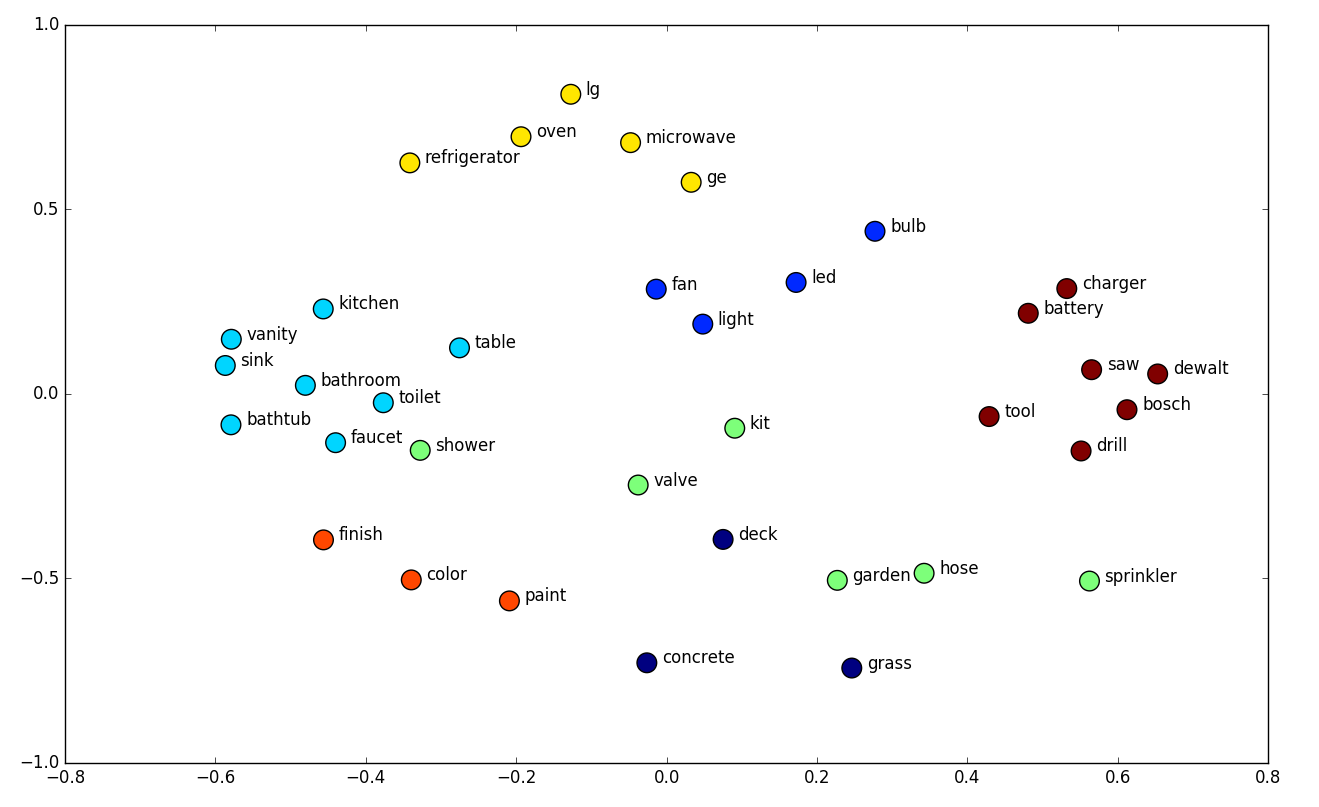 1.0
lg
oven
microwave
refrigerator
ge
0.5
bulb
fan
led
charger
kitchen
battery
light
vanity
table
sink
saw
dewalt
bathroom
0.0
toilet
bosch
tool
bathtub
kit
faucet
shower
drill
valve
finish
deck
color
−0.5
garden
hose
sprinkler
paint
concrete
grass
−1.0
−0.8 −0.6 −0.4 −0.2 0.0 0.2 0.4 0.6 0.8